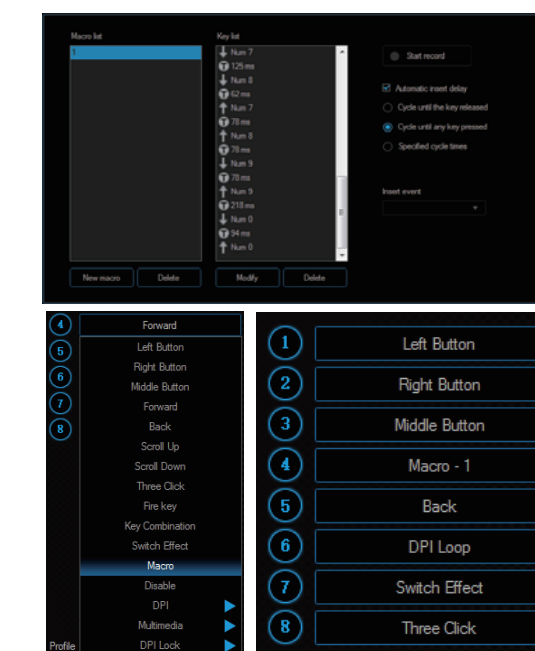 Macro list
1
New macro
Delete
Key list
Num 7
125 ms
Num 8
62 ms
Num 7
78 ms
Num 8
78 ms
Num 9
78 ms
Num 9
218 ms
Num 0
94 ms
Num 0
Modify
Delete
Start record
Automatic insert delay
Cycle until the key released
Cycle until any key pressed
Specified cycle times
Insert event
4 Forward
5
6
7
8
Left Button
Right Button
Middle Button
Forward
Back
Scroll Up
Scroll Down
Three Click
Fire key
Key Combination
Switch Effect
Macro
Disable
DPI
Multimedia
DPI Lock
Profile
1 Left Button
2 Right Button
3 Middle Button
4 Macro - 1
5 Back
6 DPI Loop
7 Switch Effect
8 Three Click